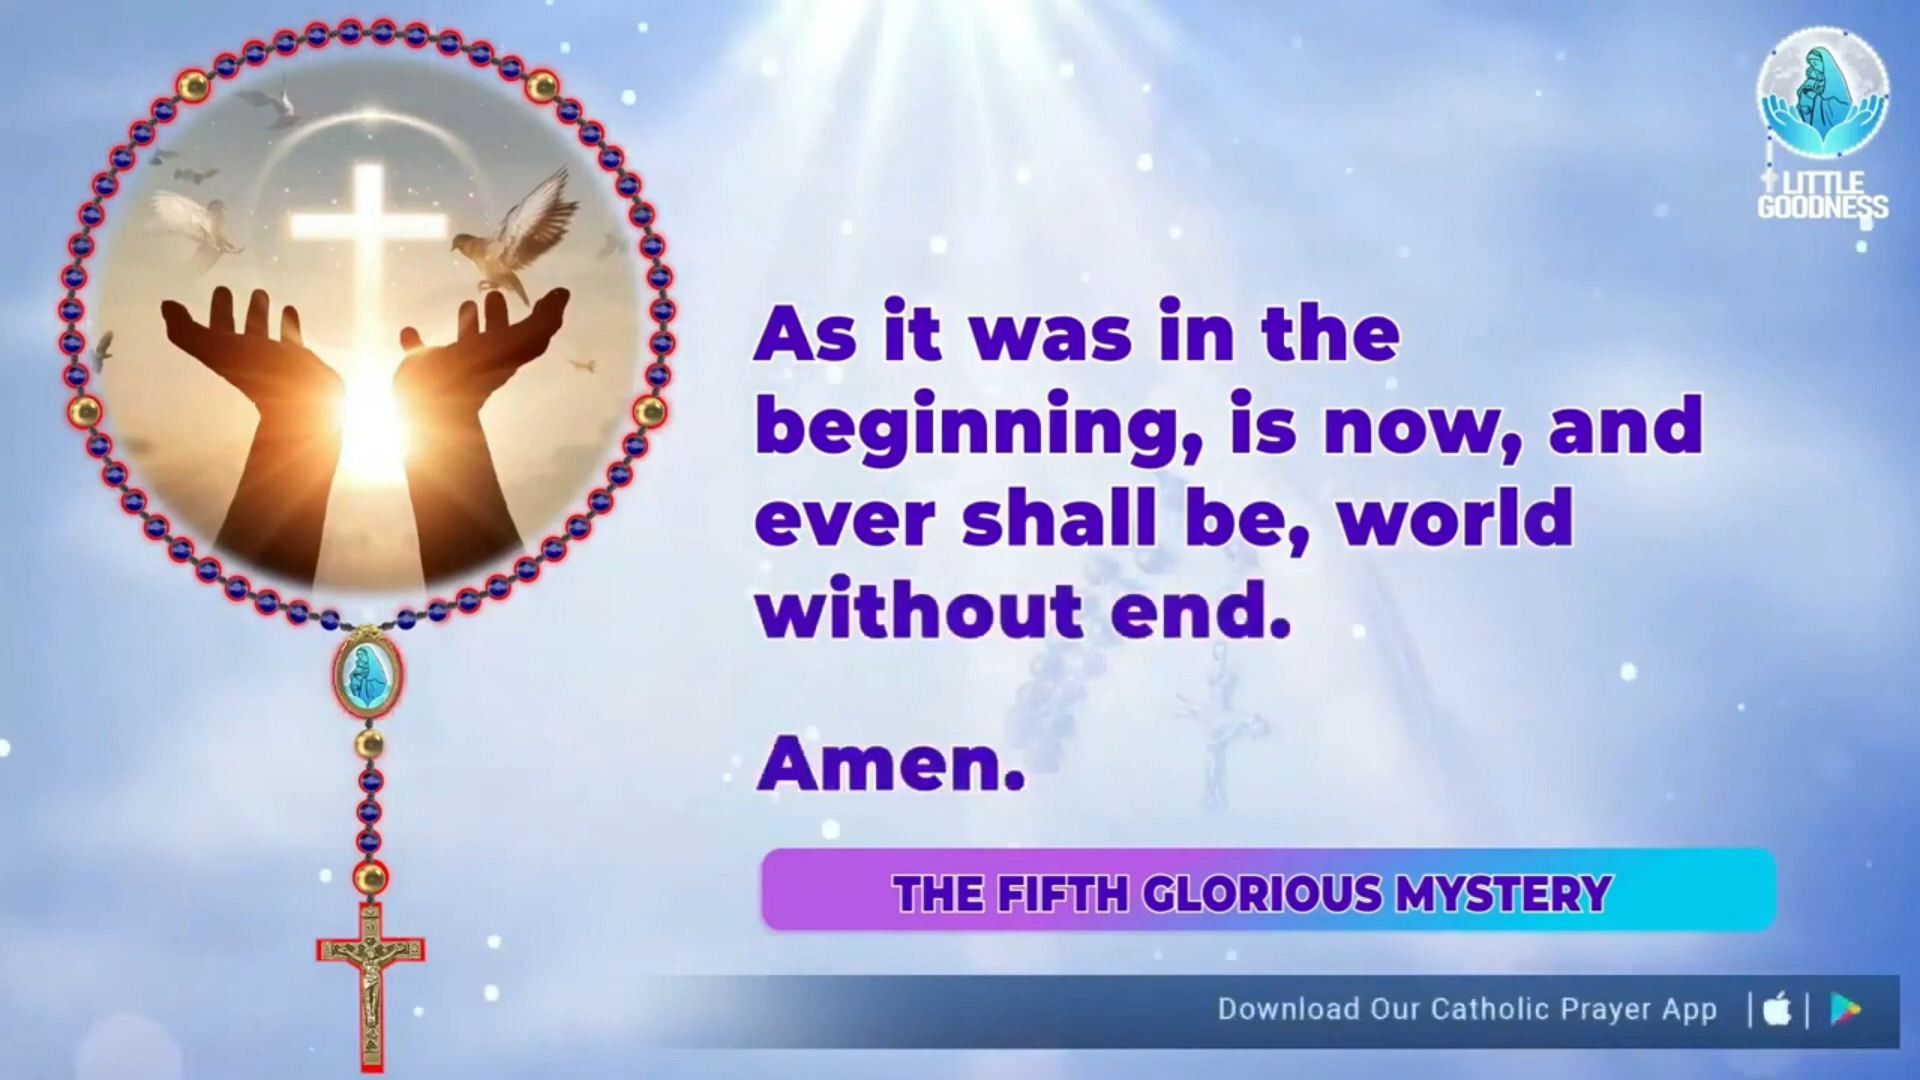 LITTLE
GOODNESS
As it was in the
beginning, is now, and
ever shall be, world
without end.
Amen.
THE FIFTH GLORIOUS MYSTERY
Download Our Catholic Prayer App